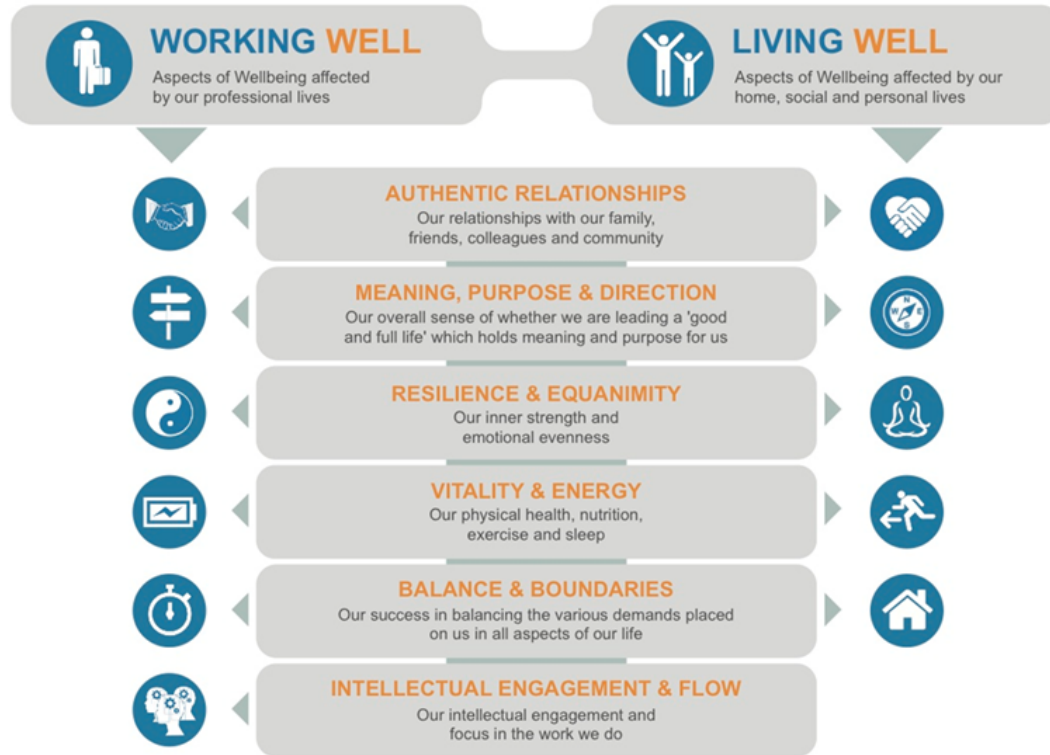 WORKING WELL
Aspects of Wellbeing affected
by our professional lives
LIVING WELL
Aspects of Wellbeing affected by our
home, social and personal lives
AUTHENTIC RELATIONSHIPS
Our relationships with our family,
friends, colleagues and community
MEANING, PURPOSE & DIRECTION
Our overall sense of whether we are leading a 'good
and full life' which holds meaning and purpose for us
N
W E
S
RESILIENCE & EQUANIMITY
Our inner strength and
emotional evenness
VITALITY & ENERGY
Our physical health, nutrition,
exercise and sleep
BALANCE & BOUNDARIES
Our success in balancing the various demands placed
on us in all aspects of our life
INTELLECTUAL ENGAGEMENT & FLOW
Our intellectual engagement and
focus in the work we do